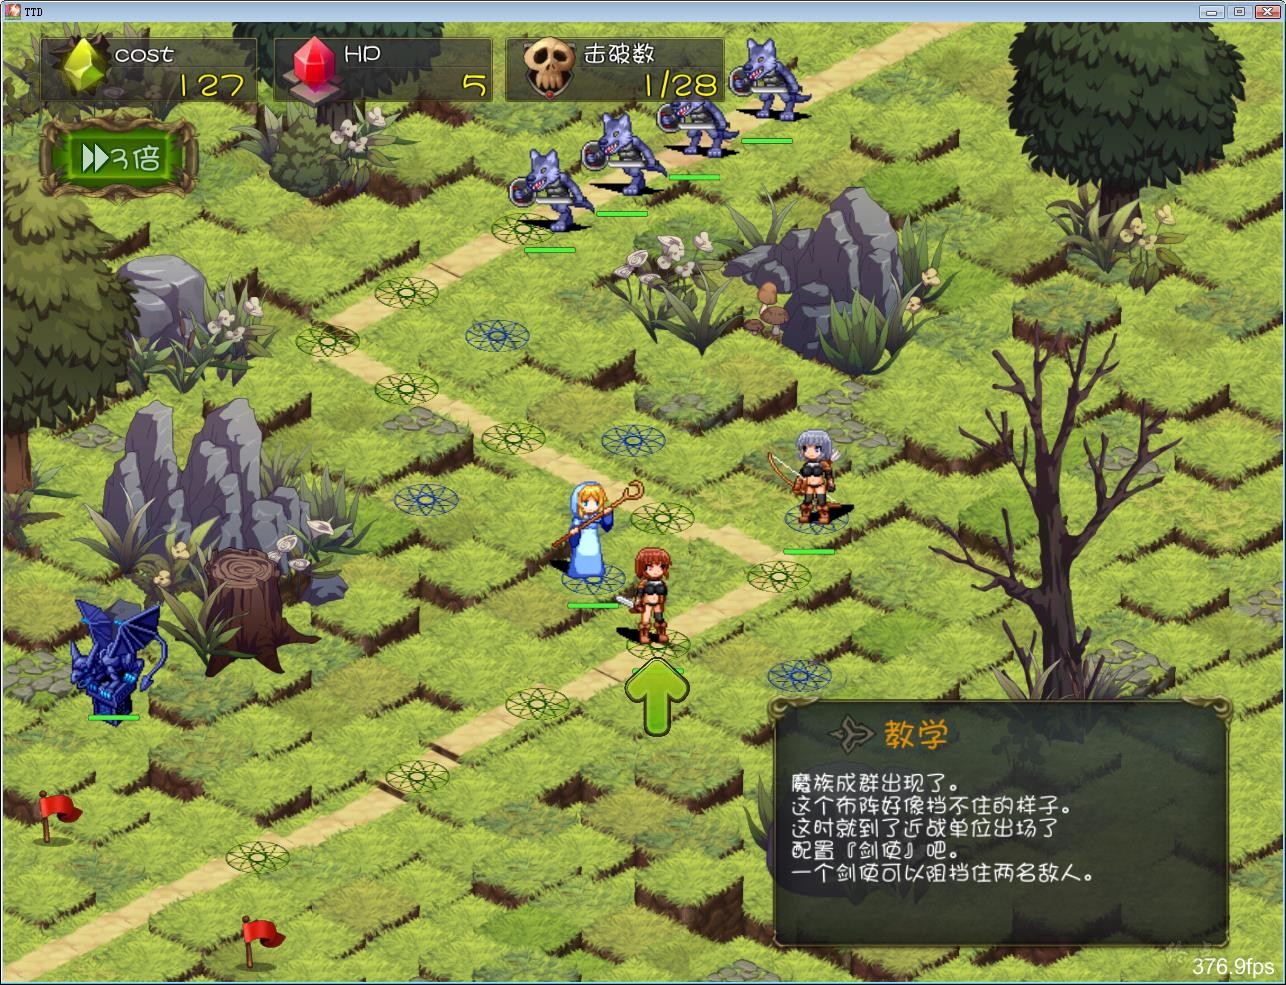 TTD
cost
127
HP
5
击破数
1/28
3倍
教学
魔族成群出现了。
这个布阵好像挡不住的样子。
这时就到了近战单位出场了
配置『剑使』吧。
一个剑使可以阻挡住两名敌人。
376.9fps